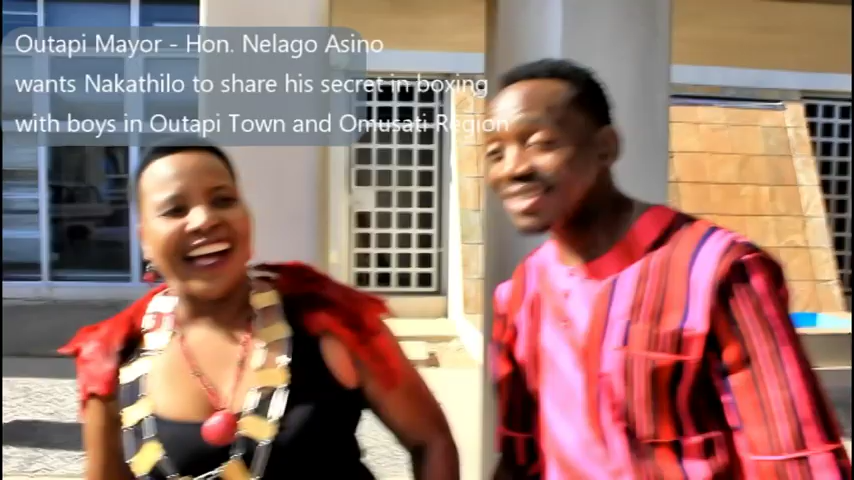 Outapi Mayor - Hon. Nelago Asino
wants Nakathilo to share his secret in boxing
with boys in Outapi Town and Omusati Region